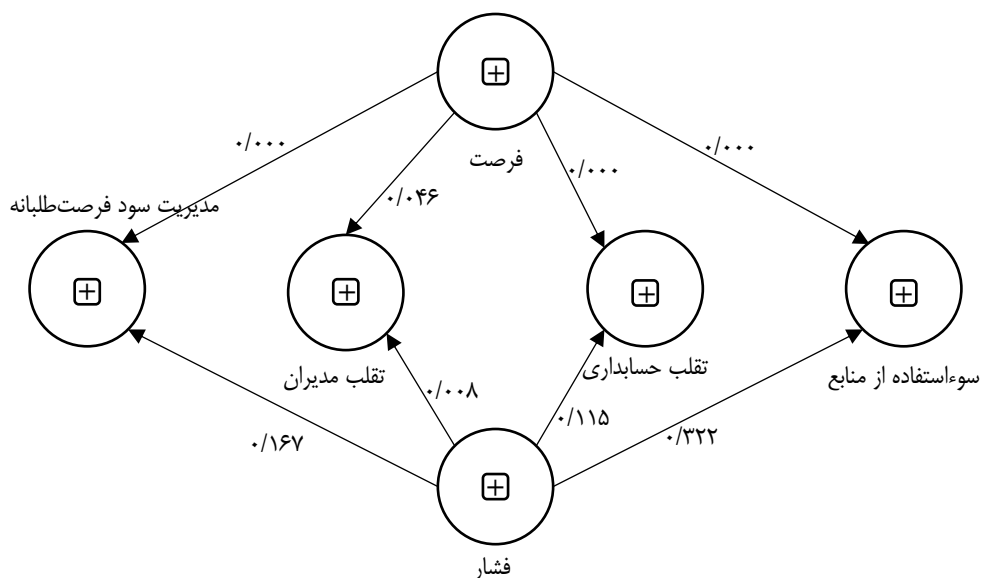 فرصت
۰/۰۰۰
۰/۰۰۰
۰/۰۰۰
۰/۰۴۶
مدیریت سود فرصت‌طلبانه
سوءاستفاده از منابع
تقلب حسابداری
تقلب مدیران
۰/۳۲۲
۰/۱۱۵
۰/۰۰۸
۰/۱۶۷
فشار